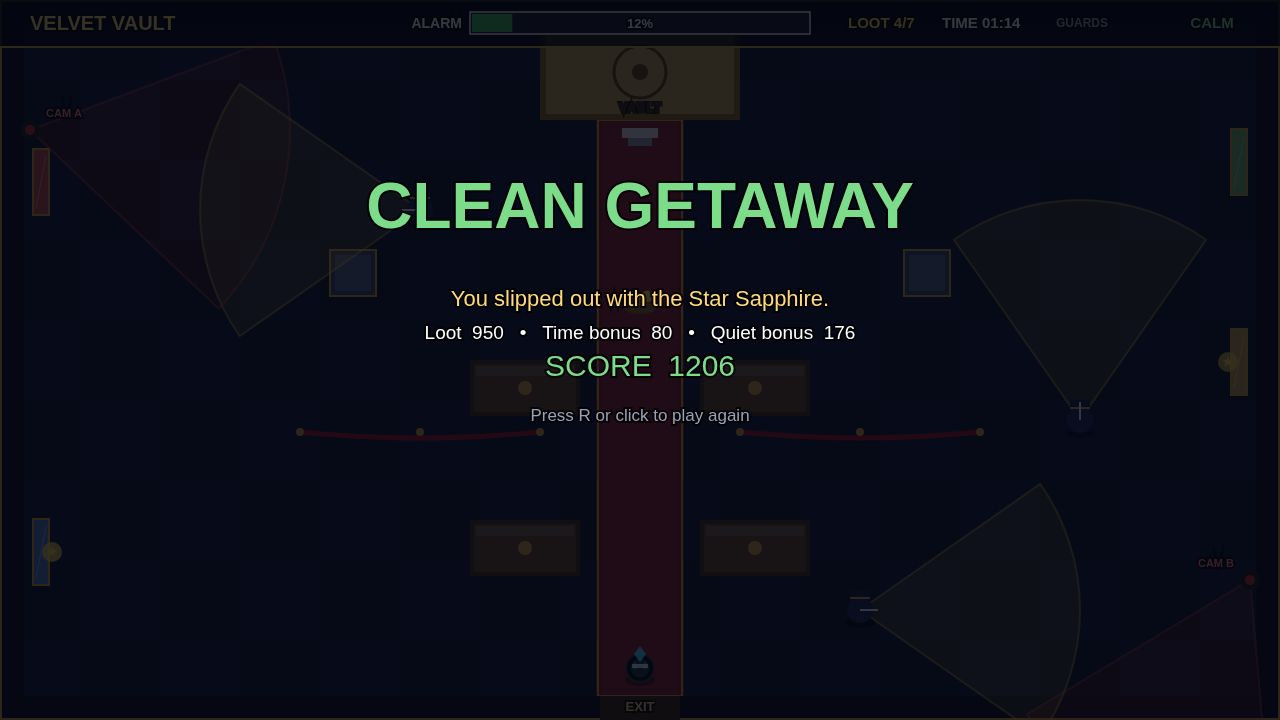 VELVET VAULT
ALARM 12% LOOT 4/7 TIME 01:14 GUARDS CALM
VAULT
CAM A
CLEAN GETAWAY
You slipped out with the Star Sapphire.
Loot 950 • Time bonus 80 • Quiet bonus 176
SCORE 1206
Press R or click to play again
CAM B
EXIT